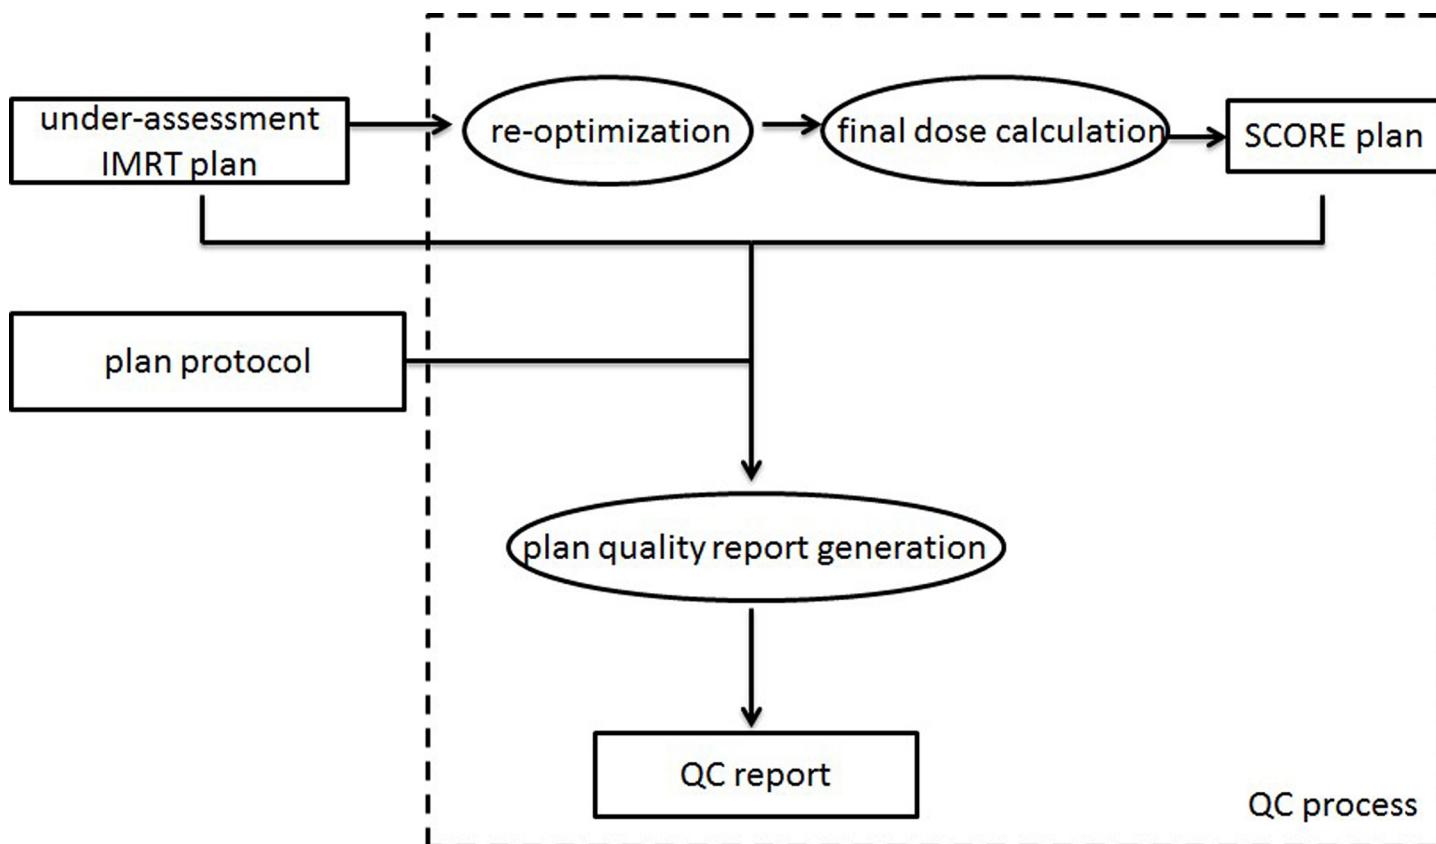 under-assessment
IMRT plan
re-optimization
final dose calculation
SCORE plan
plan protocol
plan quality report generation
QC report
QC process